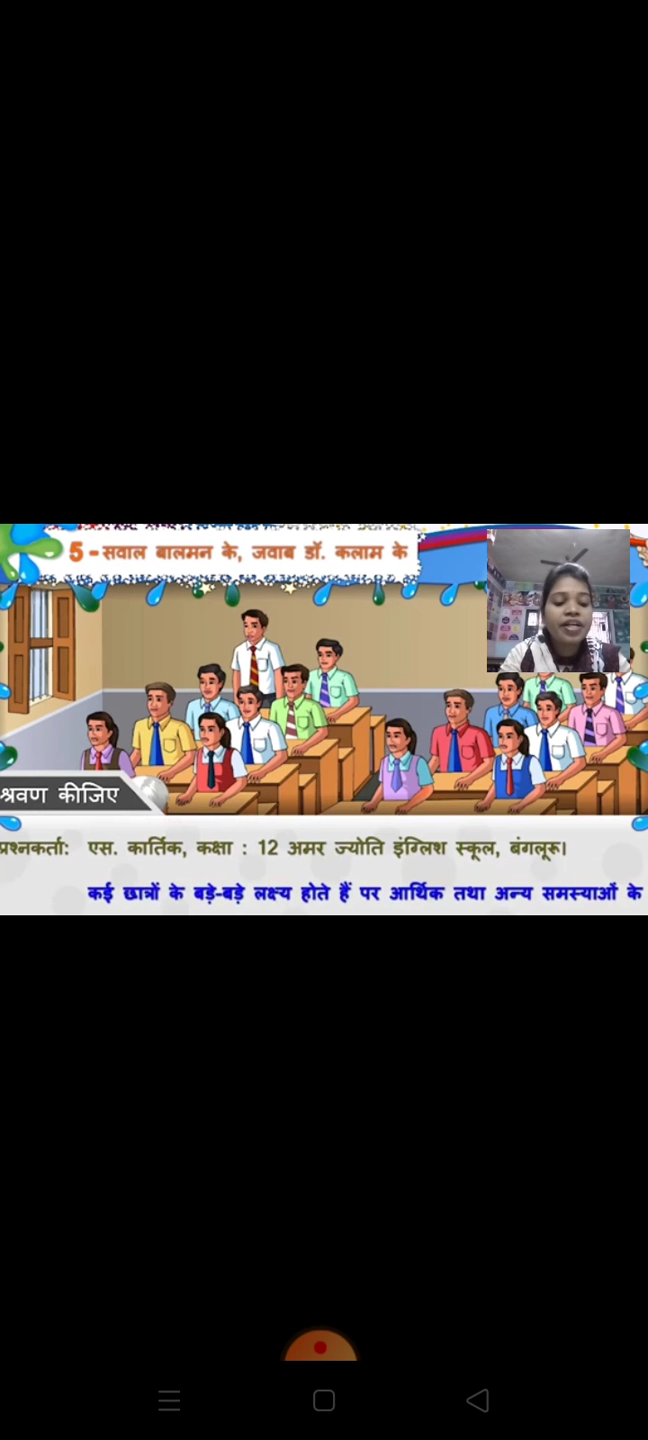 5 - सवाल बालमन के, जवाब डॉ. कलाम के
श्रवण कीजिए
प्रश्नकर्ता: एस. कार्तिक, कक्षा : 12 अमर ज्योति इंग्लिश स्कूल, बंगलूरू।
कई छात्रों के बड़े-बड़े लक्ष्य होते हैं पर आर्थिक तथा अन्य समस्याओं के